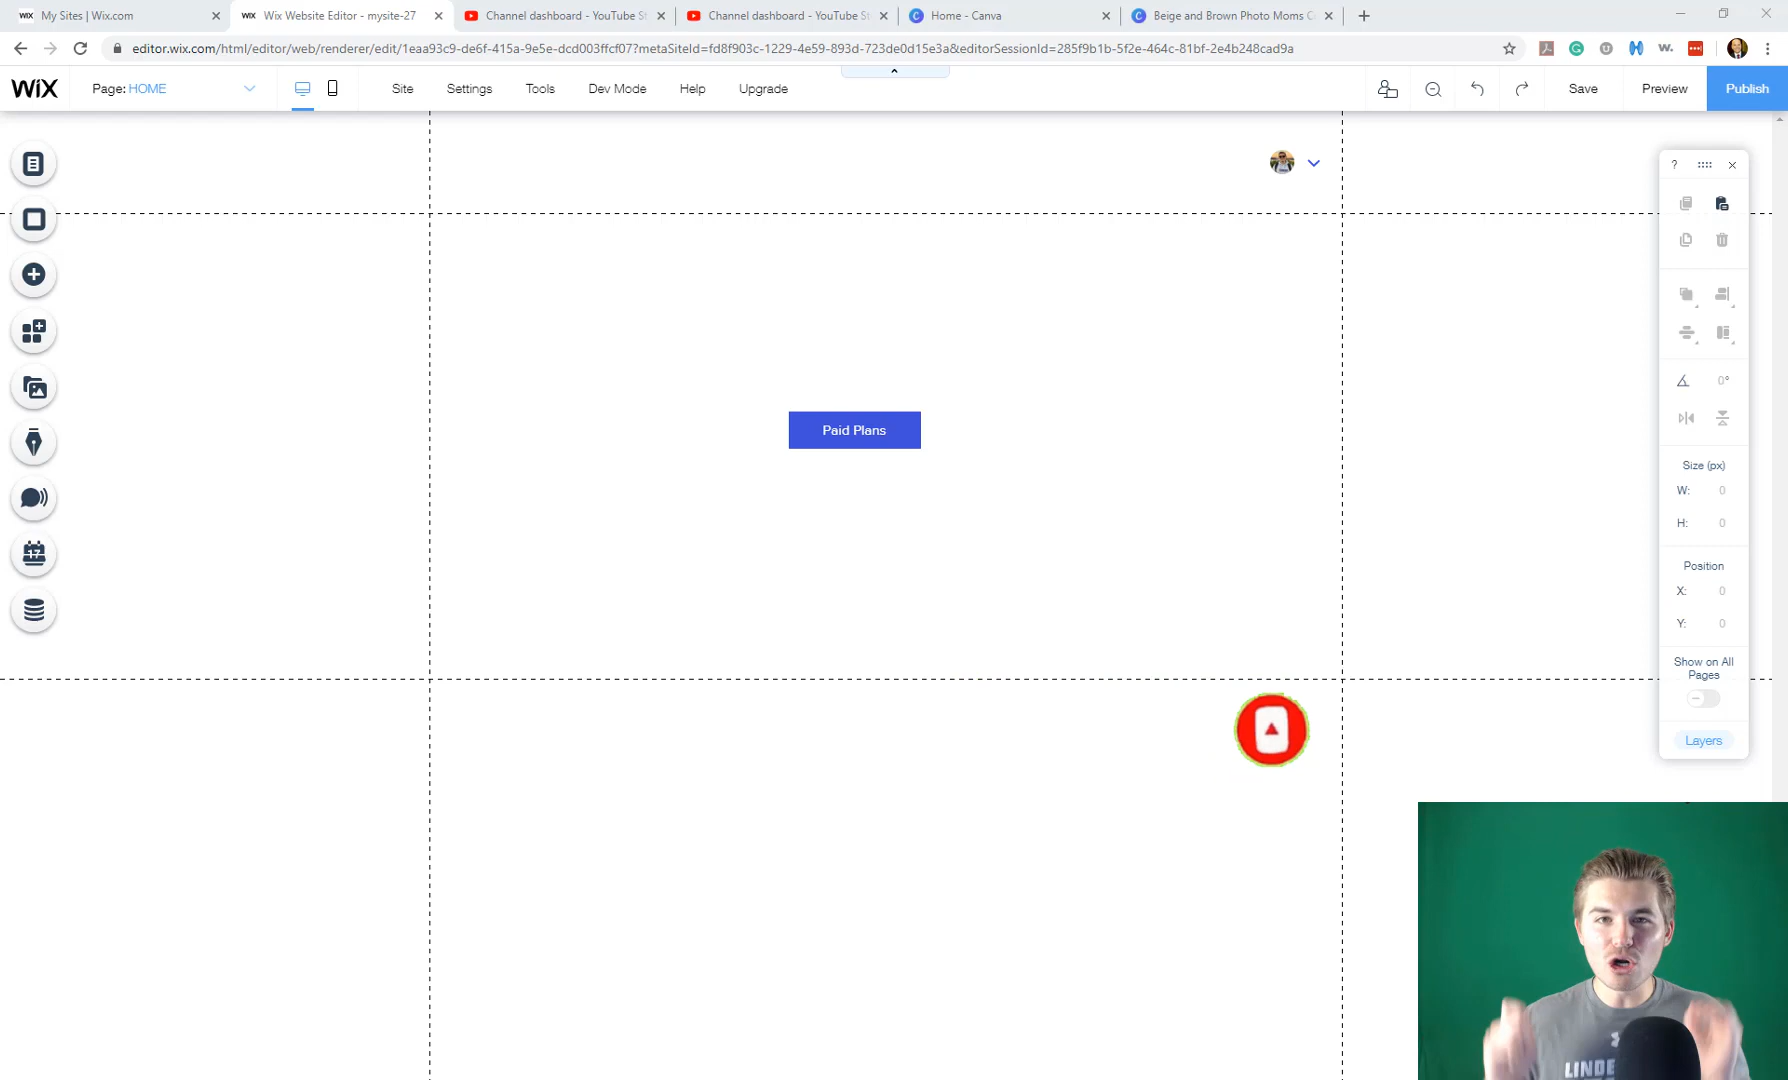 WIX My Sites | Wix.com
WIX Wix Website Editor - mysite-27
Channel dashboard - YouTube St
Channel dashboard - YouTube St
Home - Canva
Beige and Brown Photo Moms C
editor.wix.com/html/editor/web/renderer/edit/1eaa93c9-de6f-415a-9e5e-dcd003ffcf07?metaSiteId=fd8f903c-1229-4e59-893d-723de0d15e3a&editorSessionId=285f9b1b-5f2e-464c-81bf-2e4b248cad9a
WiX
Page: HOME
Site
Settings
Tools
Dev Mode
Help
Upgrade
Save
Preview
Publish
?
Paid Plans
17
0°
Size (px)
W: 0
H: 0
Position
X: 0
Y: 0
Show on All
Pages
Layers
LINDE